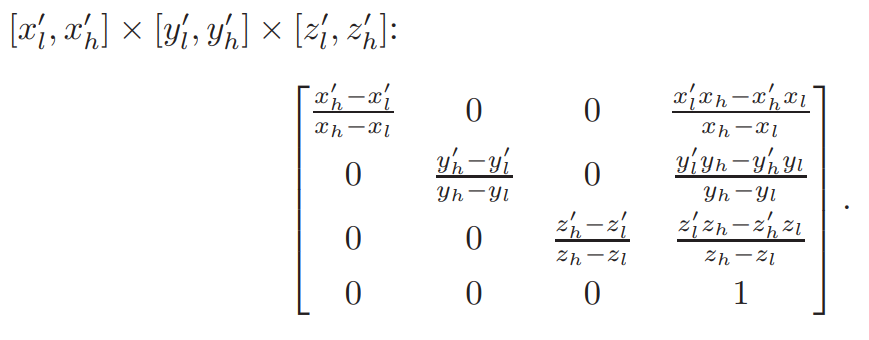 [x′_l, x′_h] × [y′_l, y′_h] × [z′_l, z′_h]:
[ (x′_h−x′_l)/(x_h−x_l) 0 0 (x′_l x_h−x′_h x_l)/(x_h−x_l)
0 (y′_h−y′_l)/(y_h−y_l) 0 (y′_l y_h−y′_h y_l)/(y_h−y_l)
0 0 (z′_h−z′_l)/(z_h−z_l) (z′_l z_h−z′_h z_l)/(z_h−z_l)
0 0 0 1 ] .